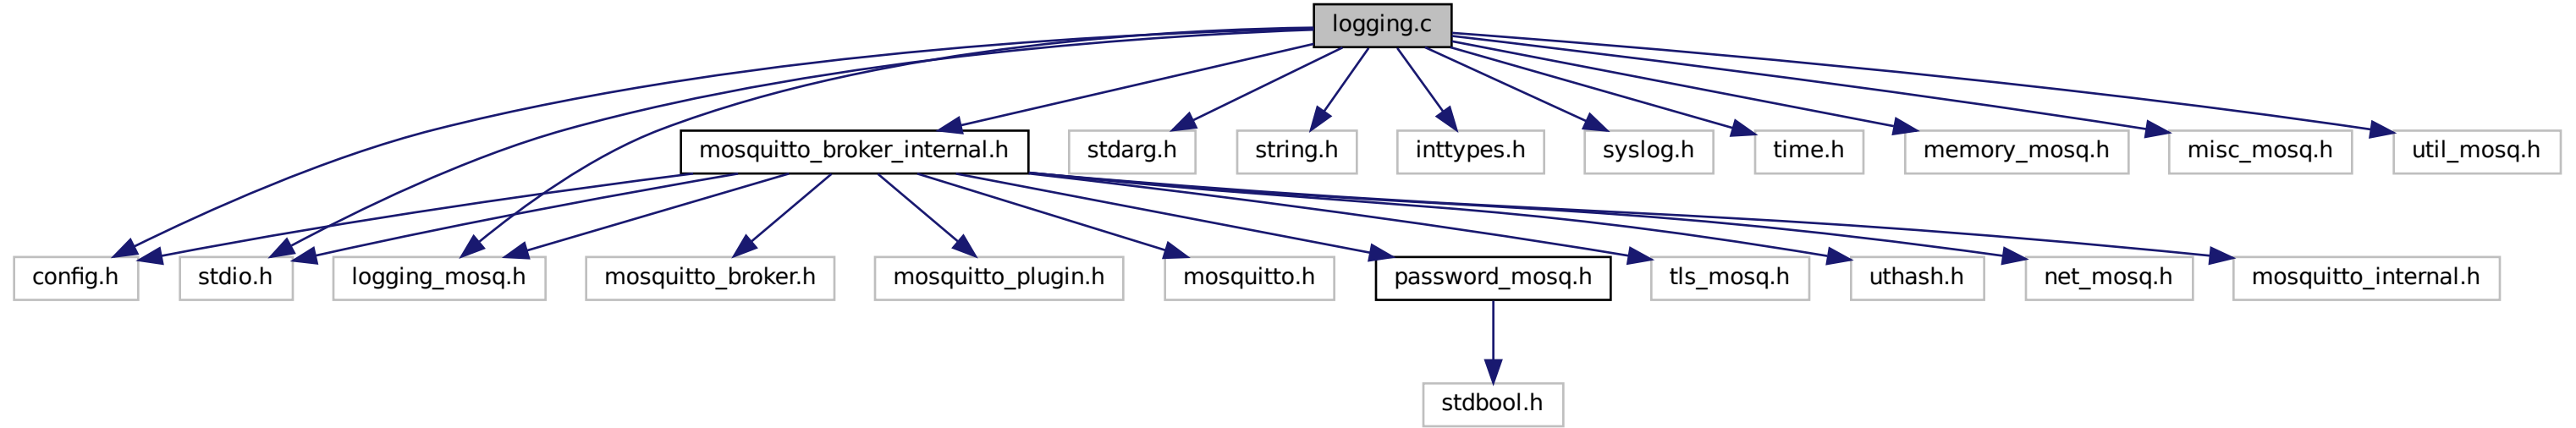 logging.c
mosquitto_broker_internal.h
stdarg.h
string.h
inttypes.h
syslog.h
time.h
memory_mosq.h
misc_mosq.h
util_mosq.h
config.h
stdio.h
logging_mosq.h
mosquitto_broker.h
mosquitto_plugin.h
mosquitto.h
password_mosq.h
tls_mosq.h
uthash.h
net_mosq.h
mosquitto_internal.h
stdbool.h